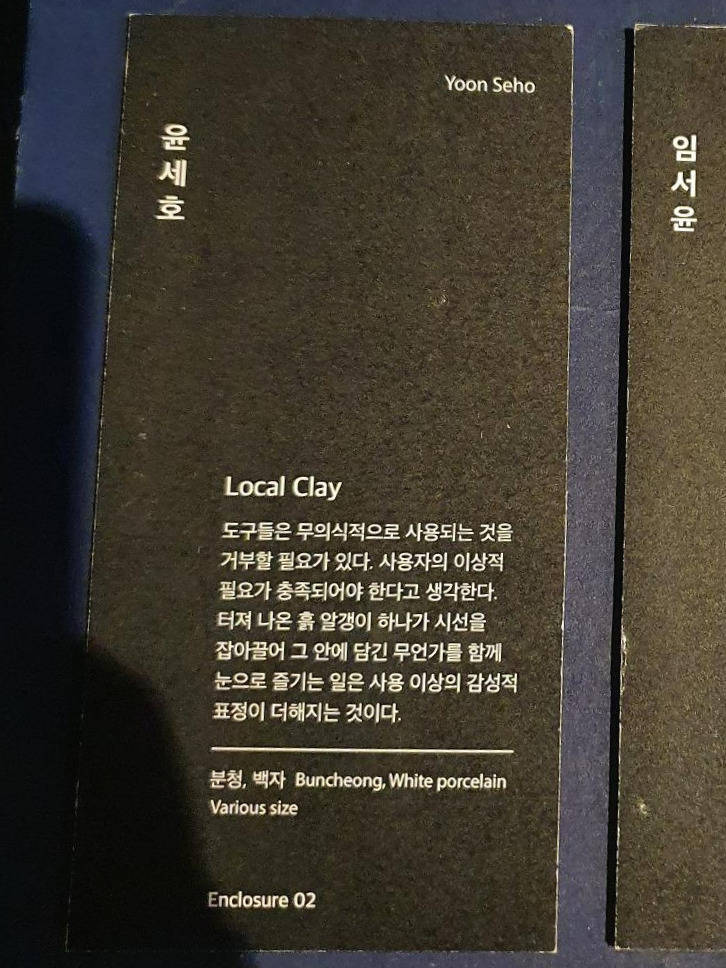 Yoon Seho
윤세호
Local Clay
도구들은 무의식적으로 사용되는 것을
거부할 필요가 있다. 사용자의 이상적
필요가 충족되어야 한다고 생각한다.
터져 나온 흙 알갱이 하나가 시선을
잡아끌어 그 안에 담긴 무언가를 함께
눈으로 즐기는 일은 사용 이상의 감성적
표정이 더해지는 것이다.
분청, 백자 Buncheong, White porcelain
Various size
Enclosure 02
임서윤